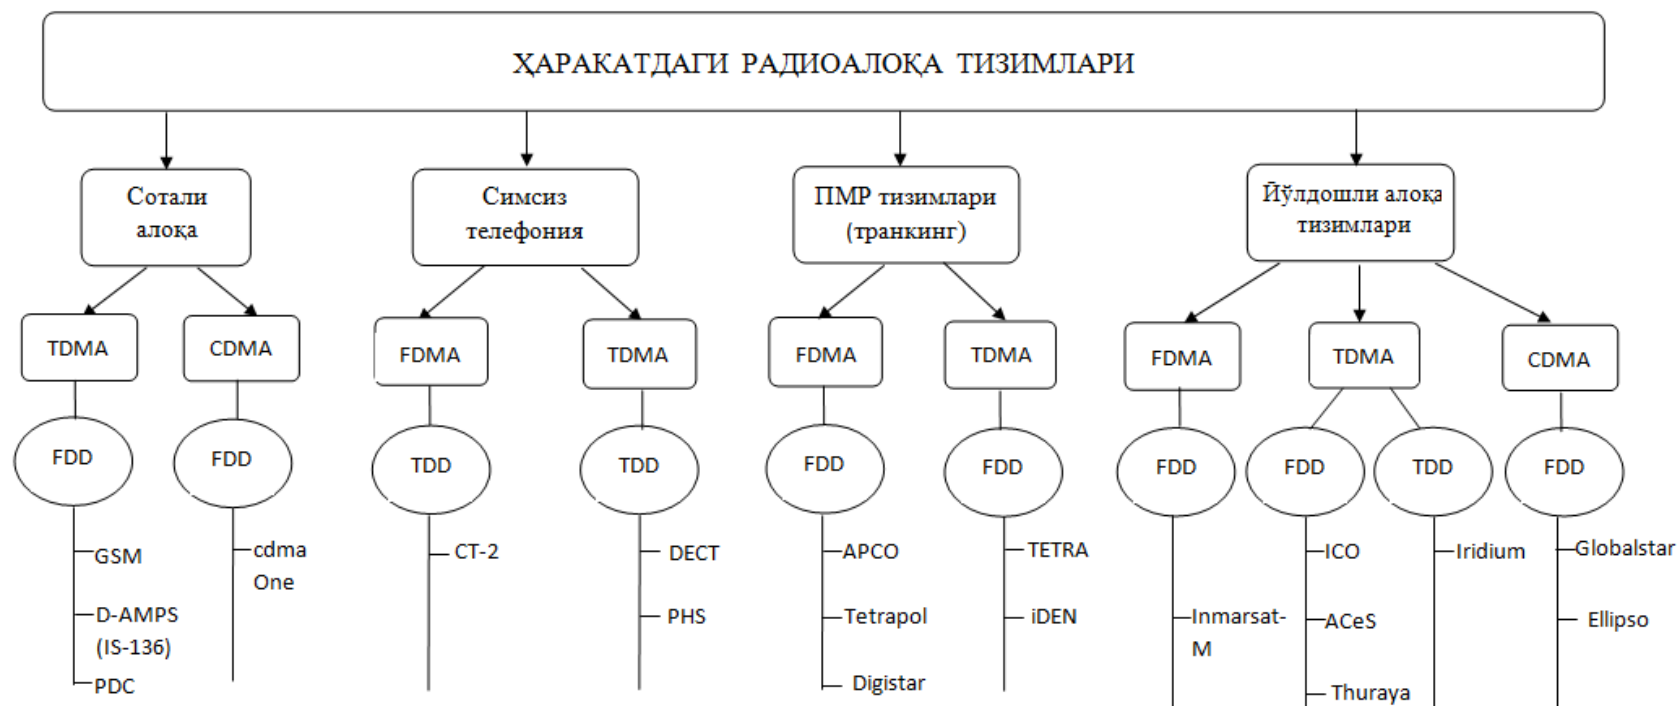 ҲАРАКАТДАГИ РАДИОАЛОҚА ТИЗИМЛАРИ
Сотали
алоқа
Симсиз
телефония
ПМР тизимлари
(транкинг)
Йўлдошли алоқа
тизимлари
TDMA
CDMA
FDMA
TDMA
FDMA
TDMA
FDMA
TDMA
CDMA
FDD
FDD
TDD
TDD
FDD
FDD
FDD
FDD
TDD
FDD
GSM
D-AMPS
(IS-136)
PDC
cdma
One
CT-2
DECT
PHS
APCO
Tetrapol
Digistar
TETRA
iDEN
Inmarsat-
M
ICO
ACeS
Thuraya
Iridium
Globalstar
Ellipso